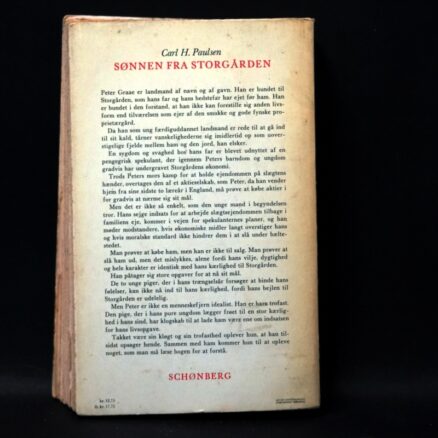 Carl H. Paulsen
SØNNEN FRA STORGÅRDEN
Peter Graae er landmand af navn og af gavn. Han er bundet til
Storgården, som hans far og hans bedstefar har ejet før ham. Han
er bundet i den forstand, at han ikke kan forestille sig anden livs-
form end tilværelsen som ejer af den smukke og gode fynske pro-
prietærgård.
Da han som ung færdiguddannet landmand er rede til at gå ind
til sit kald, tårner vanskelighederne sig imidlertid op som uover-
stigelige fjelde mellem ham og den jord, han elsker.
En sygdom og svaghed hos hans far er blevet udnyttet af en
pengegrisk spekulant, der igennem Peters barndom og ungdom
gradvis har undergravet Storgårdens økonomi.
Trods Peters mors kamp for at holde ejendommen på slægtens
hænder, overtages den af et aktieselskab, som Peter, da han vender
hjem fra sine sidste to læreår i England, må prøve at købe aktier i
for gradvis at nærme sig sit mål.
Men det er ikke så enkelt, som den unge mand i begyndelsen
tror. Hans sejge indsats for at arbejde slægtsejendommen tilbage i
familiens eje, kommer i vejen for spekulanternes planer, og han
møder modstandere, hvis økonomiske midler langt overstiger hans
og hvis moralske standard ikke hindrer dem i at slå under bælte-
stedet.
Man prøver at købe ham, men han er ikke til salg. Man prøver at
slå ham ud, men det mislykkes, alene fordi hans vilje, dygtighed
og hele karakter er identisk med hans kærlighed til Storgården.
Han påtager sig store opgaver for at nå sit mål.
De to unge piger, der i hans trængselsår forsøger at binde hans
følelser, kan ikke nå ind til hans kærlighed, fordi hans bejlen til
Storgården er udelelig.
Men Peter er ikke en menneskefjern idealist. Han er hans trofast.
Den pige, der i hans pure ungdom lægger frøet til en stor kærlig-
hed i hans sind, har klogskab til at lade ham være ene om indsatsen
for hans livsopgave.
Takket være sin kløgt og sin trofasthed oplever hun, at han til-
sidst opsøger hende. Sammen med hans kommer hun til at opleve
noget, som man må læse bogen for at forstå.
SCHØNBERG